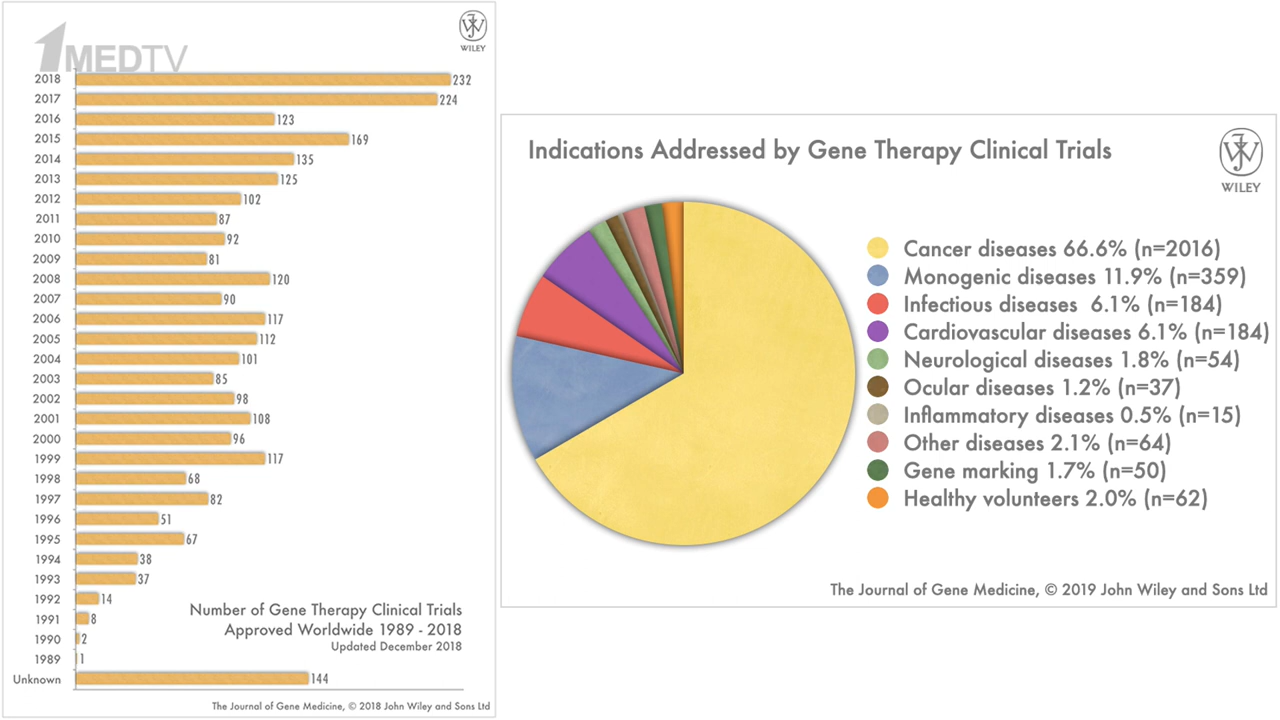 1MEDTV
WILEY
2018 232
2017 224
2016 123
2015 169
2014 135
2013 125
2012 102
2011 87
2010 92
2009 81
2008 120
2007 90
2006 117
2005 112
2004 101
2003 85
2002 98
2001 108
2000 96
1999 117
1998 68
1997 82
1996 51
1995 67
1994 38
1993 37
1992 14
1991 8
1990 2
1989 1
Unknown 144
Number of Gene Therapy Clinical Trials
Approved Worldwide 1989 - 2018
Updated December 2018
The Journal of Gene Medicine, © 2018 John Wiley and Sons Ltd
Indications Addressed by Gene Therapy Clinical Trials
WILEY
Cancer diseases 66.6% (n=2016)
Monogenic diseases 11.9% (n=359)
Infectious diseases 6.1% (n=184)
Cardiovascular diseases 6.1% (n=184)
Neurological diseases 1.8% (n=54)
Ocular diseases 1.2% (n=37)
Inflammatory diseases 0.5% (n=15)
Other diseases 2.1% (n=64)
Gene marking 1.7% (n=50)
Healthy volunteers 2.0% (n=62)
The Journal of Gene Medicine, © 2019 John Wiley and Sons Ltd